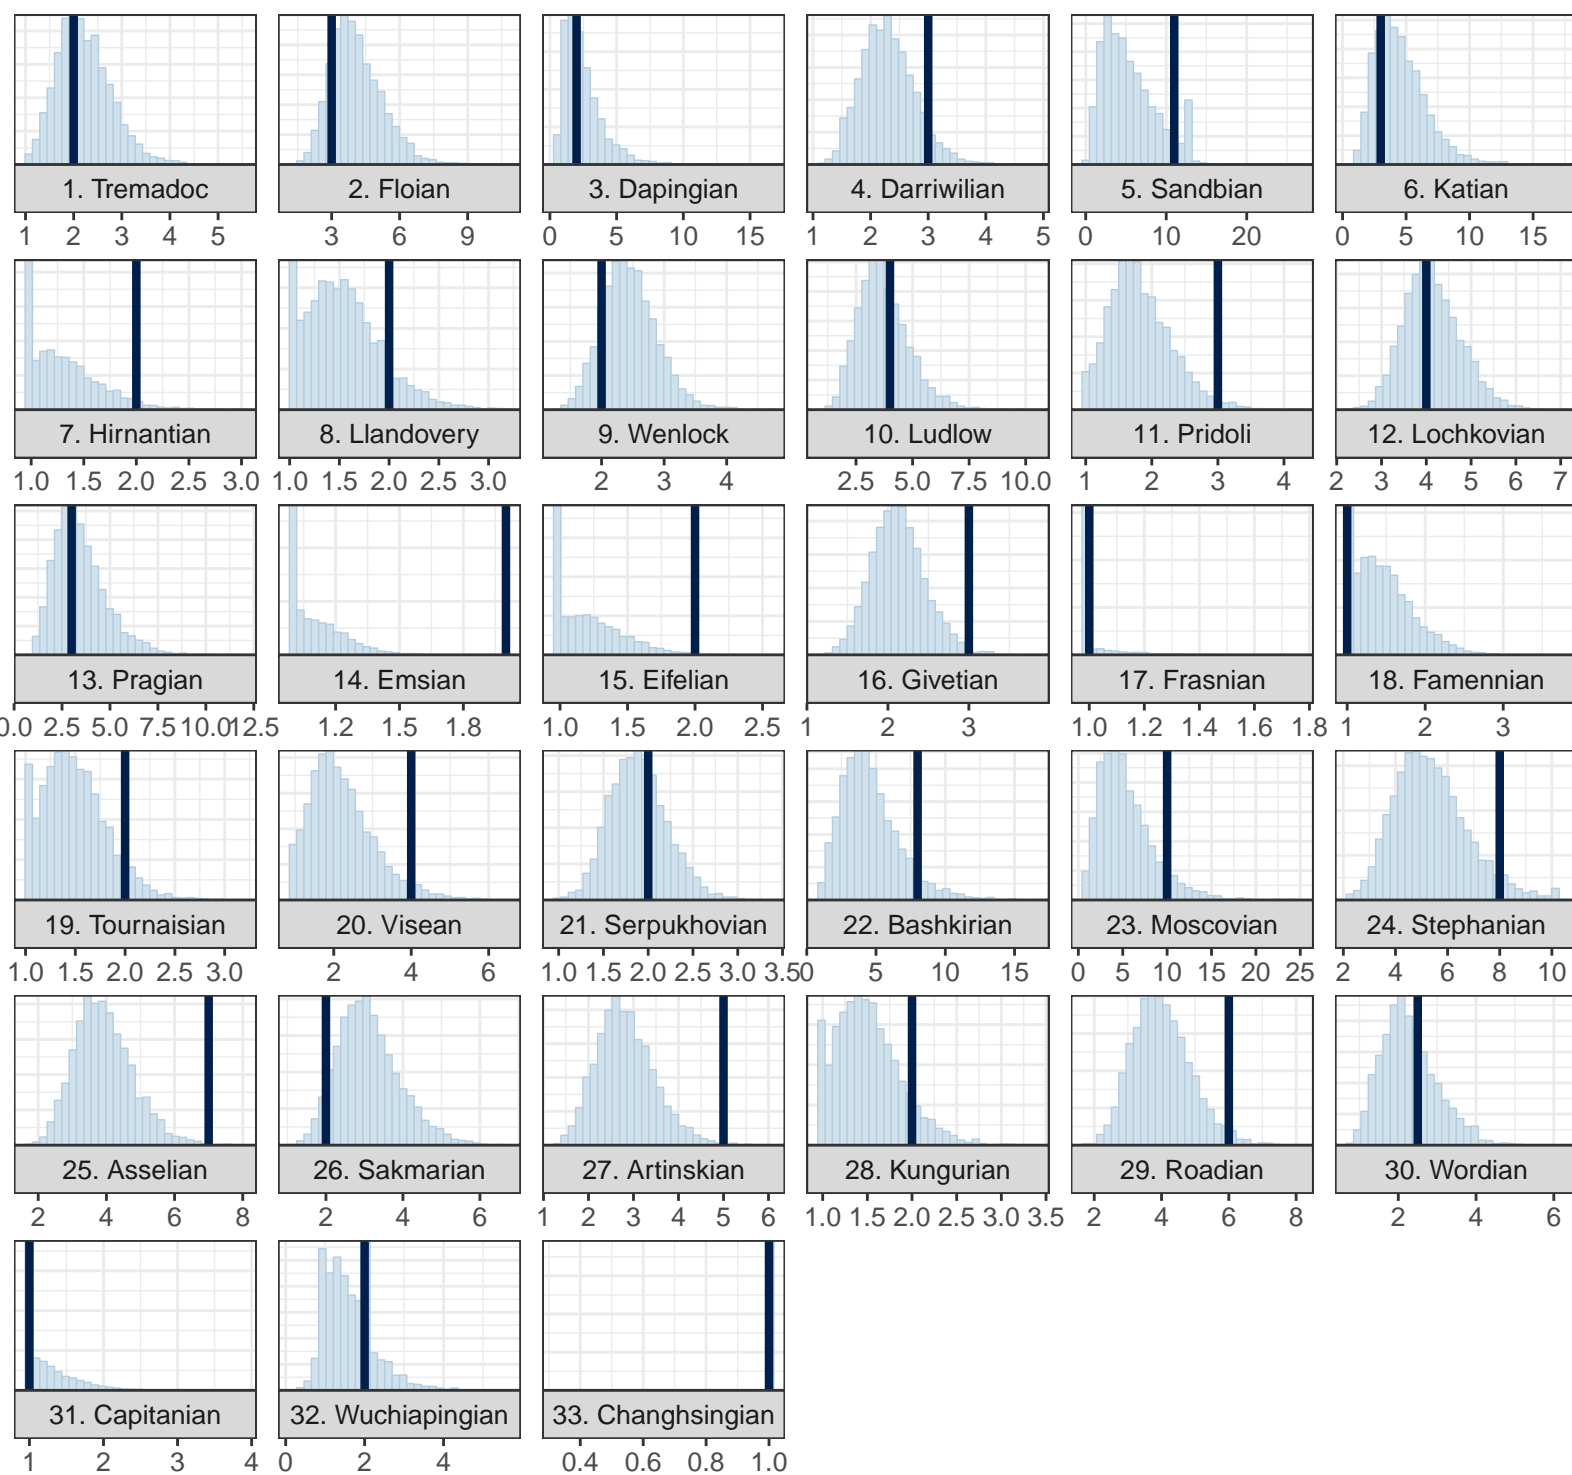 1. Tremadoc 2. Floian 3. Dapingian 4. Darriwilian 5. Sandbian 6. Katian
1 2 3 4 5 3 6 9 0 5 10 15 1 2 3 4 5 0 10 20 0 5 10 15
7. Hirnantian 8. Llandovery 9. Wenlock 10. Ludlow 11. Pridoli 12. Lochkovian
1.0 1.5 2.0 2.5 3.0 1.0 1.5 2.0 2.5 3.0 2 3 4 2.5 5.0 7.5 10.0 1 2 3 4 2 3 4 5 6 7
13. Pragian 14. Emsian 15. Eifelian 16. Givetian 17. Frasnian 18. Famennian
0.0 2.5 5.0 7.5 10.0 12.5 1.2 1.5 1.8 1.0 1.5 2.0 2.5 1 2 3 1.0 1.2 1.4 1.6 1.8 1 2 3
19. Tournaisian 20. Visean 21. Serpukhovian 22. Bashkirian 23. Moscovian 24. Stephanian
1.0 1.5 2.0 2.5 3.0 2 4 6 1.0 1.5 2.0 2.5 3.0 3.5 0 5 10 15 0 5 10 15 20 25 2 4 6 8 10
25. Asselian 26. Sakmarian 27. Artinskian 28. Kungurian 29. Roadian 30. Wordian
2 4 6 8 2 4 6 1 2 3 4 5 6 1.0 1.5 2.0 2.5 3.0 3.5 2 4 6 8 2 4 6
31. Capitanian 32. Wuchiapingian 33. Changhsingian
1 2 3 4 0 2 4 0.4 0.6 0.8 1.0